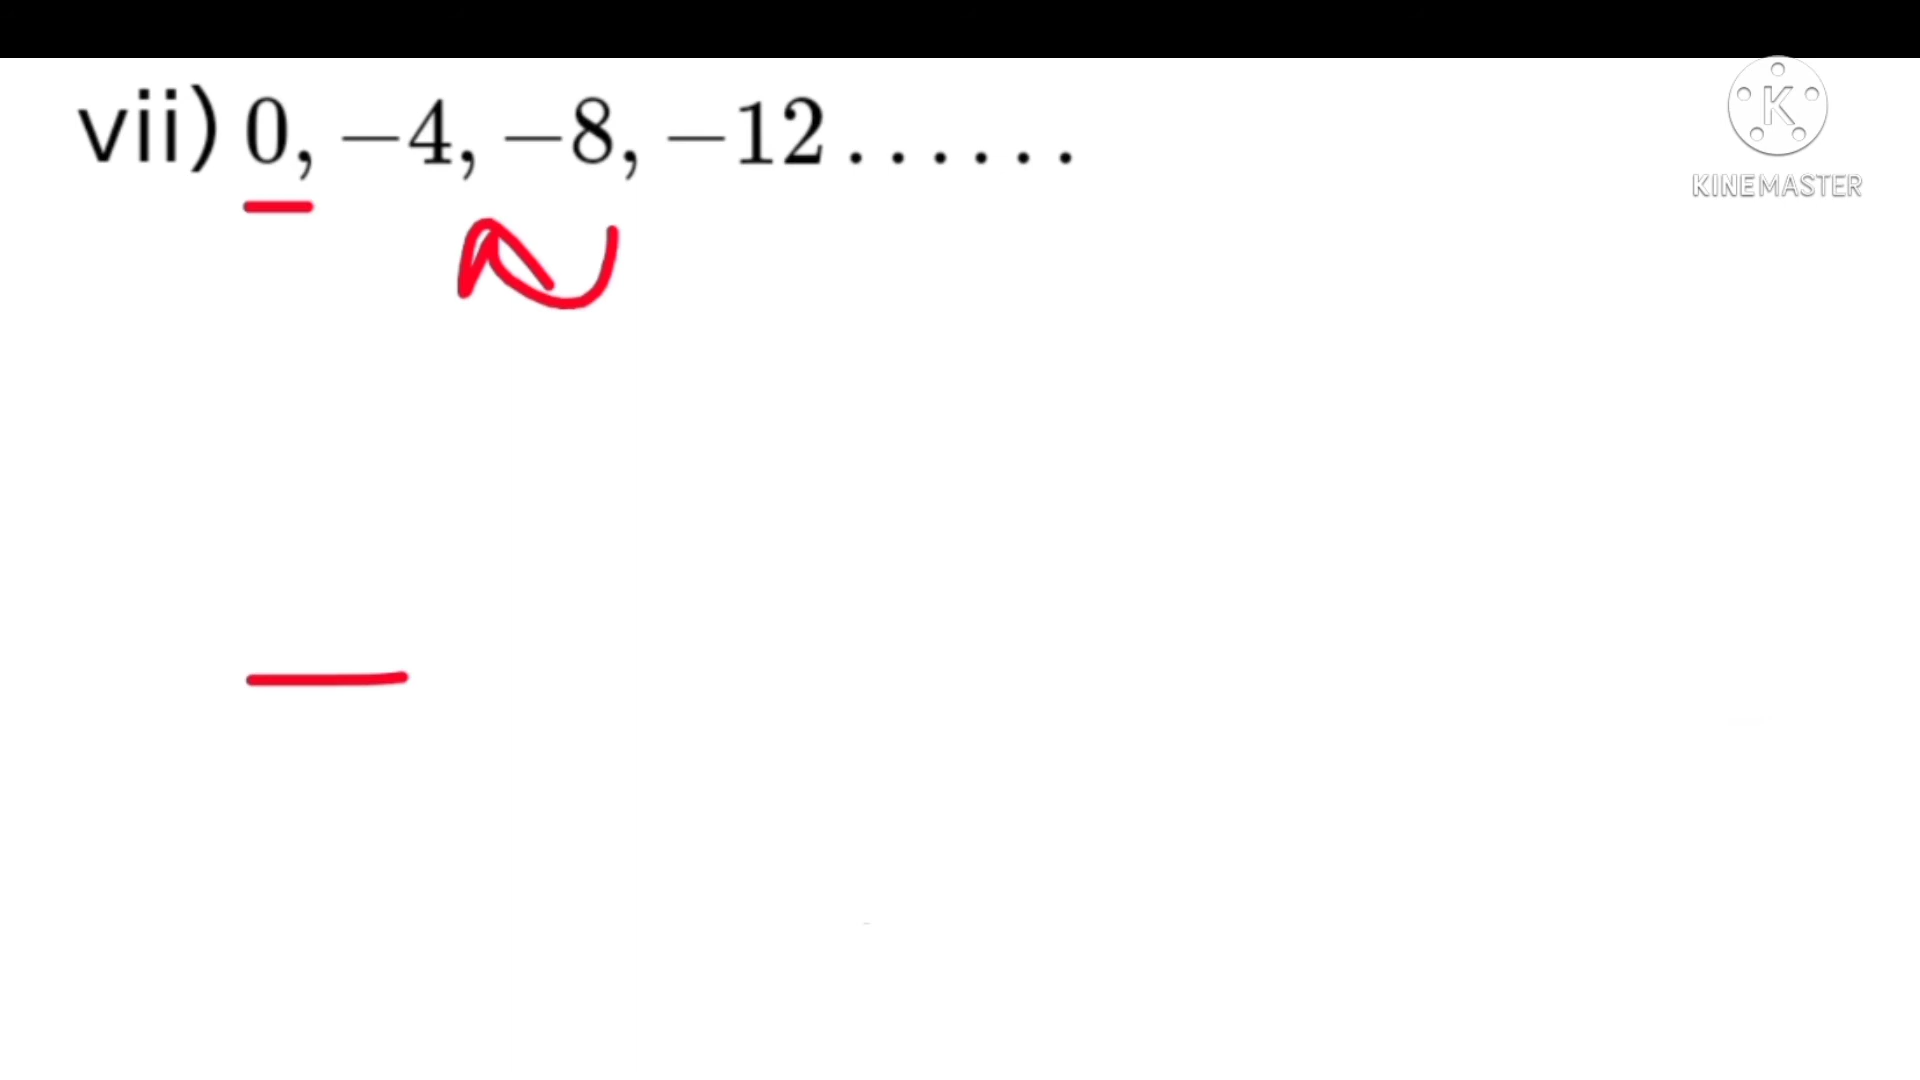 vii) 0, −4, −8, −12......
K
KINEMASTER